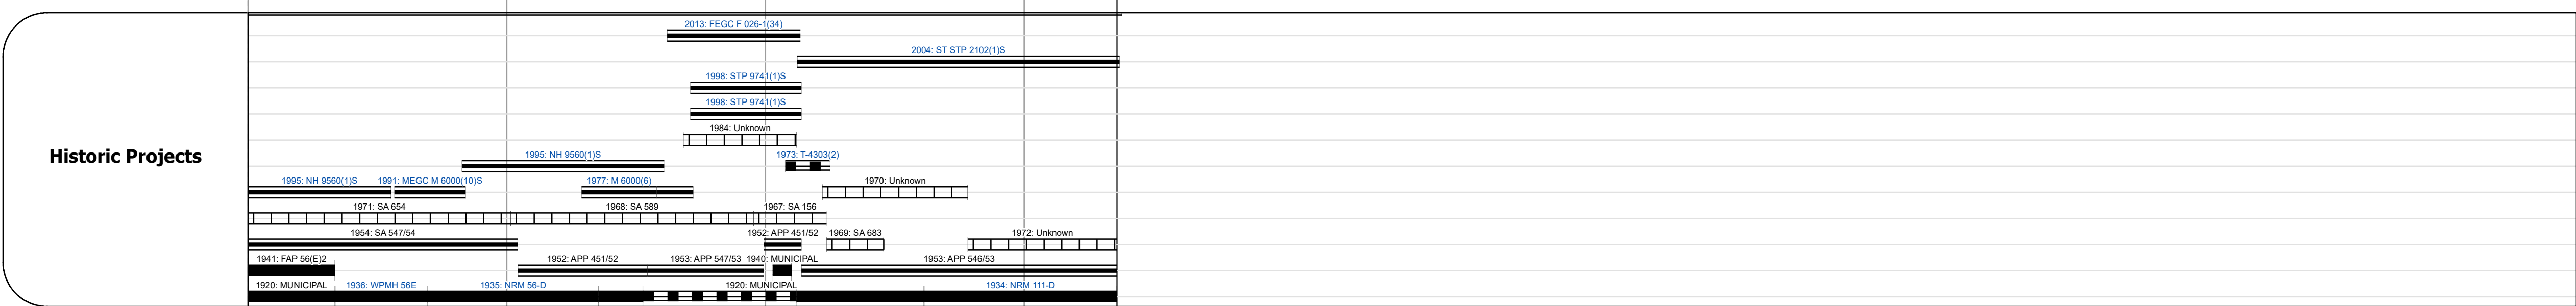 2013: FEGC F 026-1(34)
2004: ST STP 2102(1)S
1998: STP 9741(1)S
1998: STP 9741(1)S
1984: Unknown
Historic Projects
1995: NH 9560(1)S 1973: T-4303(2)
1995: NH 9560(1)S 1991: MEGC M 6000(10)S 1977: M 6000(6) 1970: Unknown
1971: SA 654 1968: SA 589 1967: SA 156
1954: SA 547/54 1952: APP 451/52 1969: SA 683 1972: Unknown
1941: FAP 56(E)2 1952: APP 451/52 1953: APP 547/53 1940: MUNICIPAL 1953: APP 546/53
1920: MUNICIPAL 1936: WPMH 56E 1935: NRM 56-D 1920: MUNICIPAL 1934: NRM 111-D